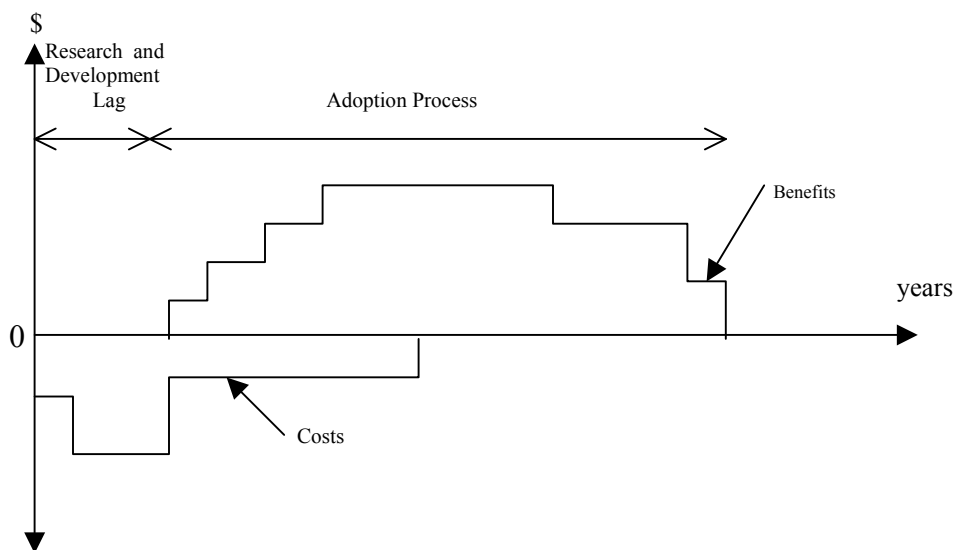 $
Research and
Development
Lag
Adoption Process
Benefits
years
0
Costs